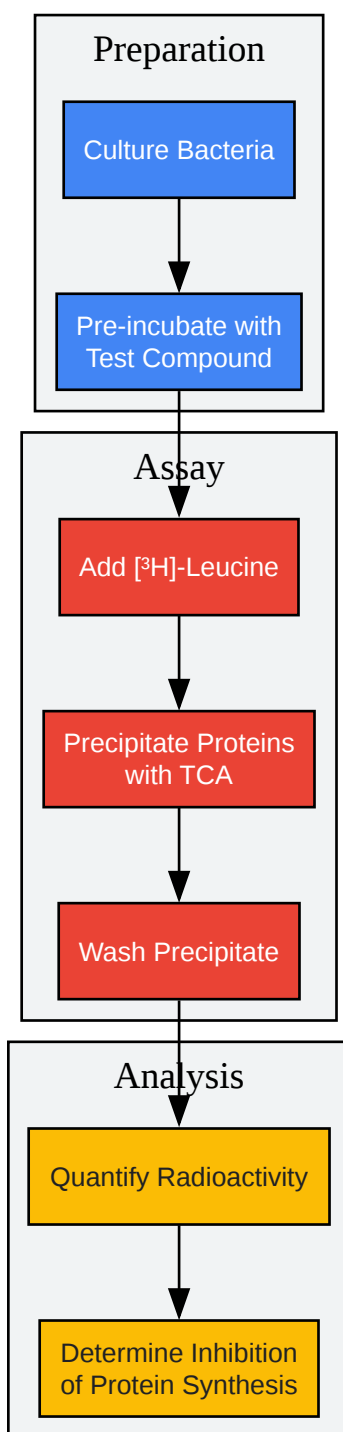 Preparation
Culture Bacteria
Pre-incubate with
Test Compound
Assay
Add [³H]-Leucine
Precipitate Proteins
with TCA
Wash Precipitate
Analysis
Quantify Radioactivity
Determine Inhibition
of Protein Synthesis